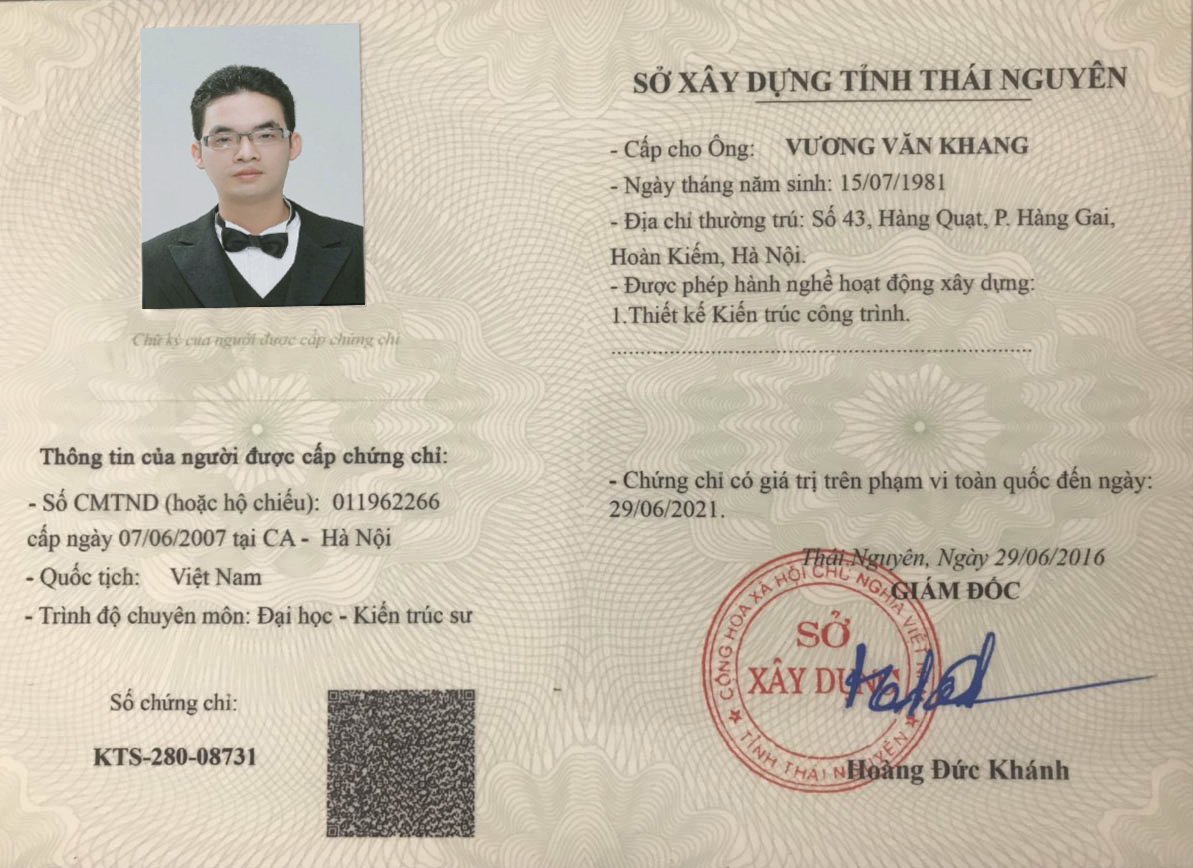 Chữ ký của người được cấp chứng chỉ
Thông tin của người được cấp chứng chỉ:
- Số CMTND (hoặc hộ chiếu): 011962266
cấp ngày 07/06/2007 tại CA - Hà Nội
- Quốc tịch: Việt Nam
- Trình độ chuyên môn: Đại học - Kiến trúc sư
Số chứng chỉ:
KTS-280-08731
SỞ XÂY DỰNG TỈNH THÁI NGUYÊN
- Cấp cho Ông: VƯƠNG VĂN KHANG
- Ngày tháng năm sinh: 15/07/1981
- Địa chỉ thường trú: Số 43, Hàng Quạt, P. Hàng Gai,
Hoàn Kiếm, Hà Nội.
- Được phép hành nghề hoạt động xây dựng:
1.Thiết kế Kiến trúc công trình.
- Chứng chỉ có giá trị trên phạm vi toàn quốc đến ngày:
29/06/2021.
Thái Nguyên, Ngày 29/06/2016
GIÁM ĐỐC
CỘNG HÒA XÃ HỘI CHỦ NGHĨA VIỆT
SỞ
XÂY DỰNG
TỈNH THÁI NGUYÊN
Hoàng Đức Khánh